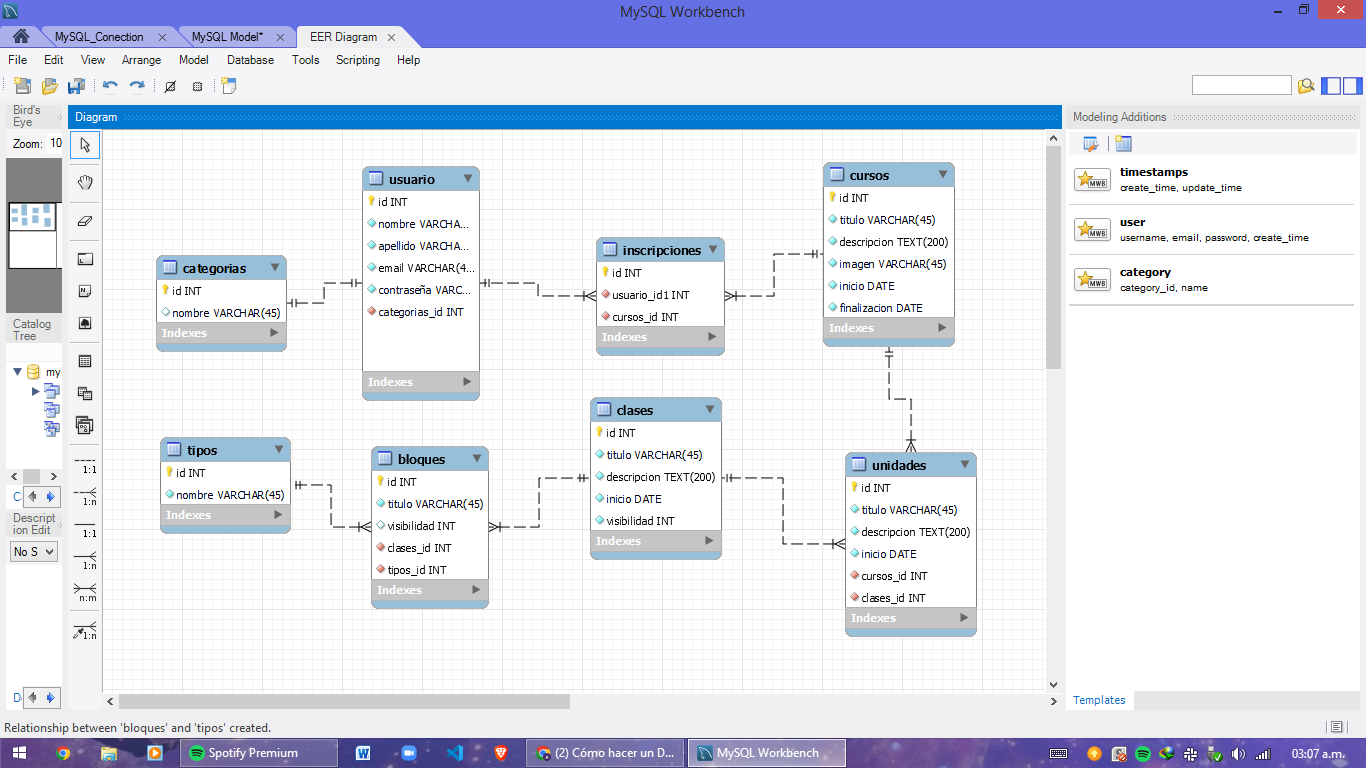 MySQL Workbench
MySQL_Conection
MySQL Model*
EER Diagram
File Edit View Arrange Model Database Tools Scripting Help
Bird's
Eye
Zoom: 10
Catalog
Tree
my
C
Descript
ion Edit
No S
Diagram
1:1
1:n
1:1
1:n
n:m
1:n
categorias
id INT
nombre VARCHAR(45)
Indexes
usuario
id INT
nombre VARCHA...
apellido VARCHA...
email VARCHAR(4...
contraseña VARC...
categorias_id INT
Indexes
inscripciones
id INT
usuario_id1 INT
cursos_id INT
Indexes
cursos
id INT
titulo VARCHAR(45)
descripcion TEXT(200)
imagen VARCHAR(45)
inicio DATE
finalizacion DATE
Indexes
tipos
id INT
nombre VARCHAR(45)
Indexes
bloques
id INT
titulo VARCHAR(45)
visibilidad INT
clases_id INT
tipos_id INT
Indexes
clases
id INT
titulo VARCHAR(45)
descripcion TEXT(200)
inicio DATE
visibilidad INT
Indexes
unidades
id INT
titulo VARCHAR(45)
descripcion TEXT(200)
inicio DATE
cursos_id INT
clases_id INT
Indexes
Modeling Additions
MWB
timestamps
create_time, update_time
MWB
user
username, email, password, create_time
MWB
category
category_id, name
Templates
Relationship between 'bloques' and 'tipos' created.
Spotify Premium
(2) Cómo hacer un D...
MySQL Workbench
03:07 a.m.